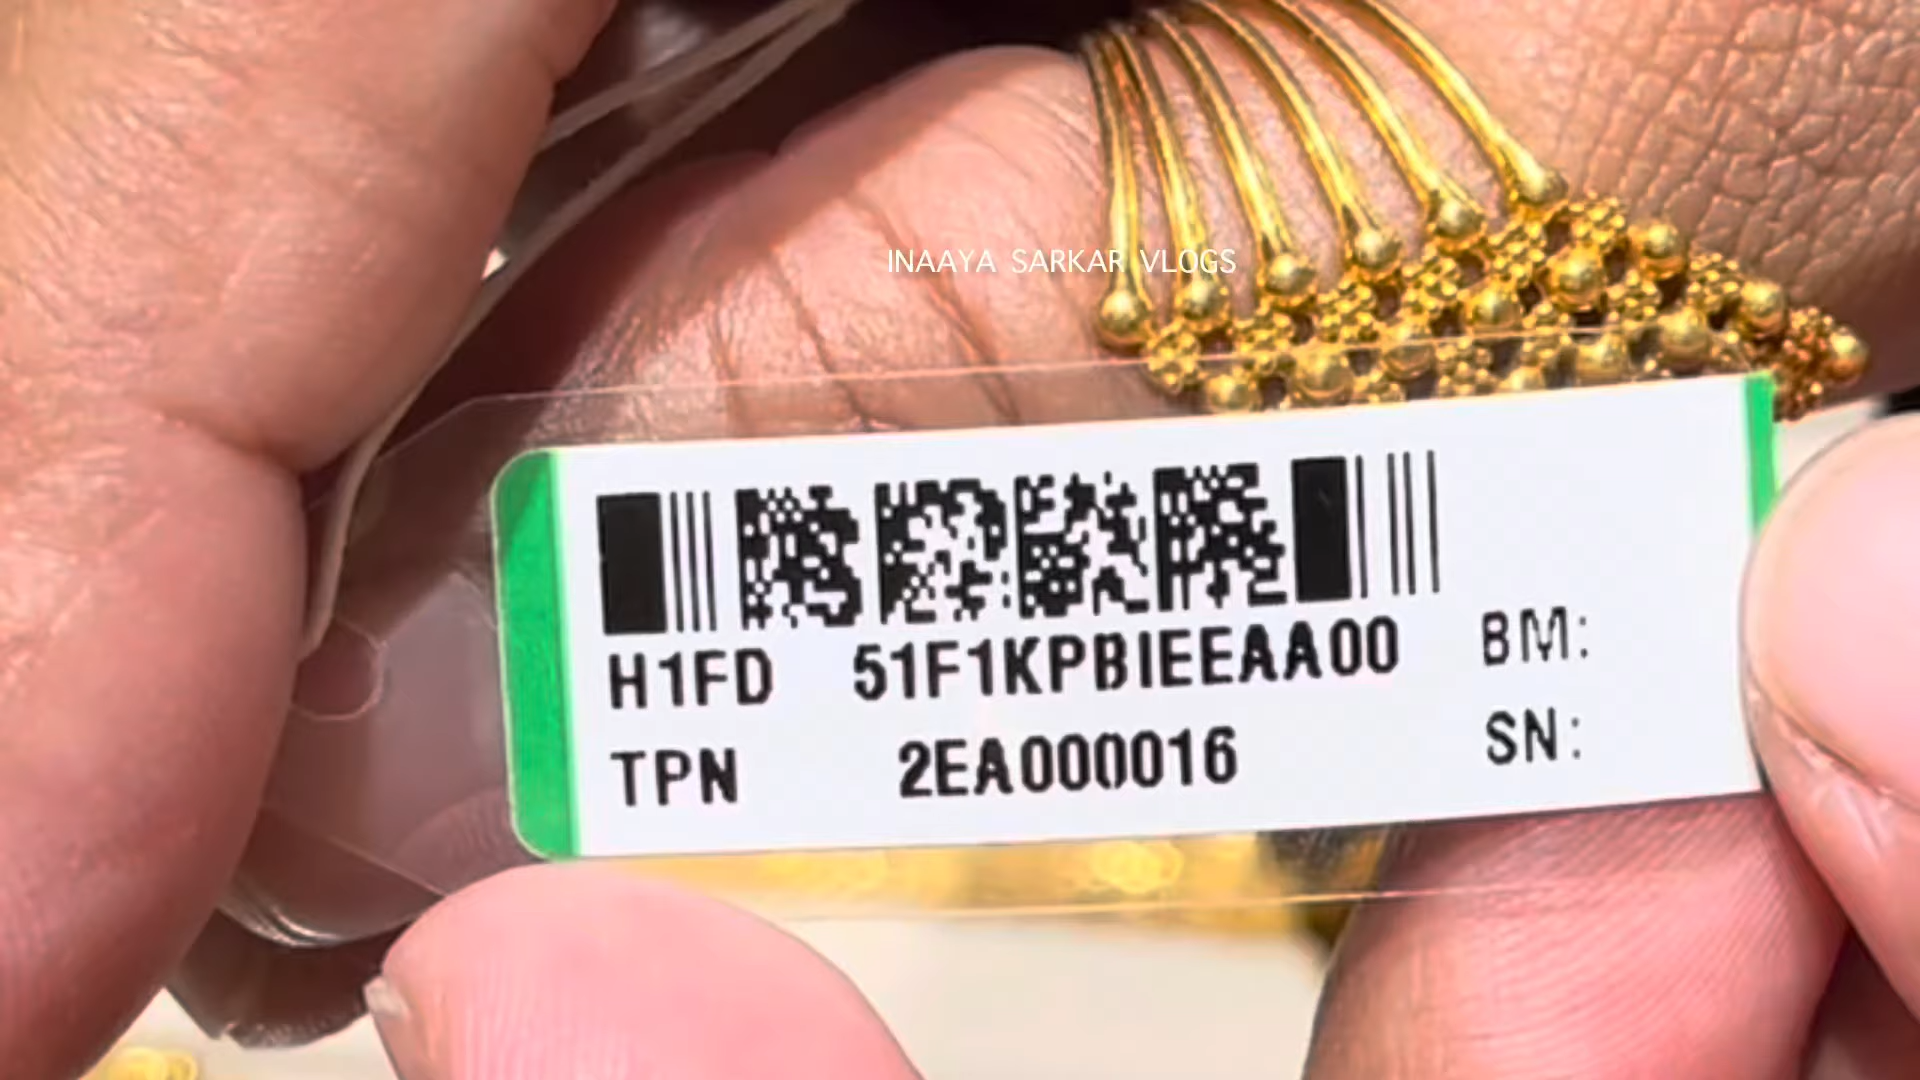 INAAYA SARKAR VLOGS
H1FD 51F1KPBIEEAA00 BM:
TPN 2EA000016 SN: